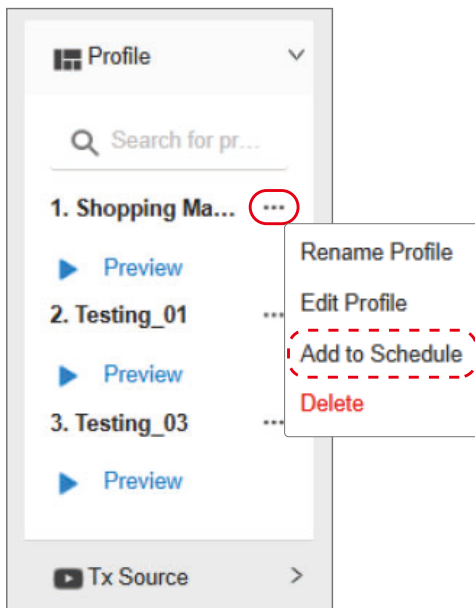 Profile
Search for pr...
1. Shopping Ma...
Preview
2. Testing_01
Preview
3. Testing_03
Preview
Tx Source
Rename Profile
Edit Profile
Add to Schedule
Delete